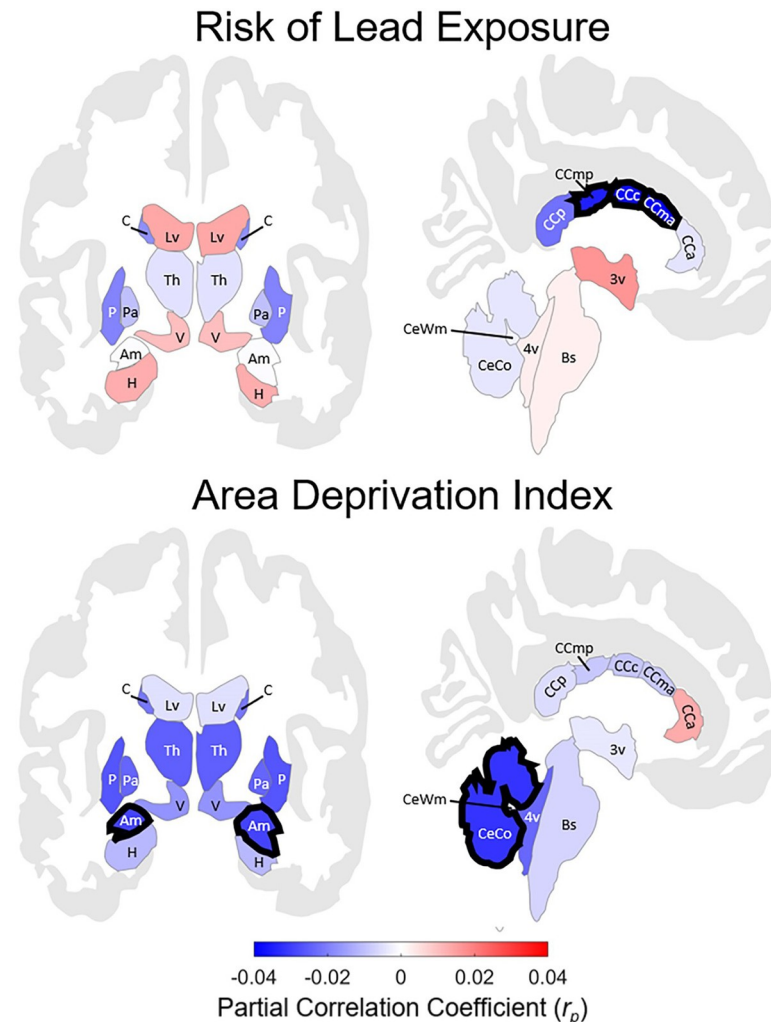 Risk of Lead Exposure
C
Lv
Lv
C
Th
Th
P
Pa
Pa
P
V
V
Am
Am
H
H
CCmp
CCp
CCc
CCma
CCa
3v
CeWm
4v
CeCo
Bs
Area Deprivation Index
C
Lv
Lv
C
Th
Th
P
Pa
Pa
P
V
V
Am
Am
H
H
CCmp
CCp
CCc
CCma
CCa
3v
CeWm
4v
CeCo
Bs
-0.04 -0.02 0 0.02 0.04
Partial Correlation Coefficient (rp)